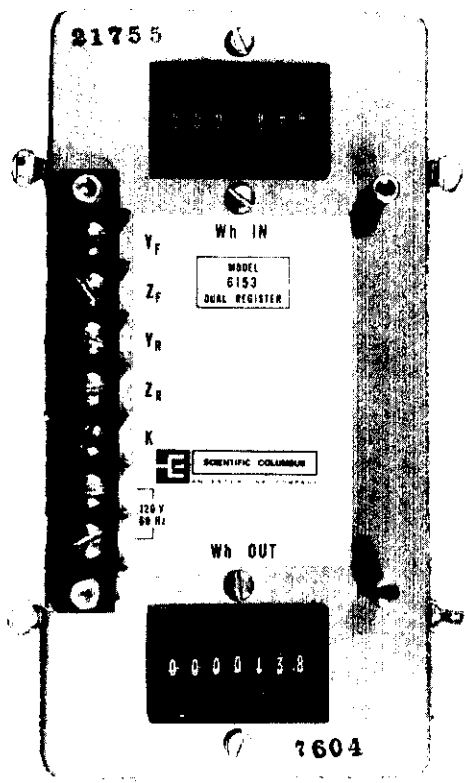 21755
Wh IN
MODEL
6153
DUAL REGISTER
YF
ZF
YR
ZR
K
SCIENTIFIC COLUMBUS
120 V
60 Hz
Wh OUT
0000138
7604